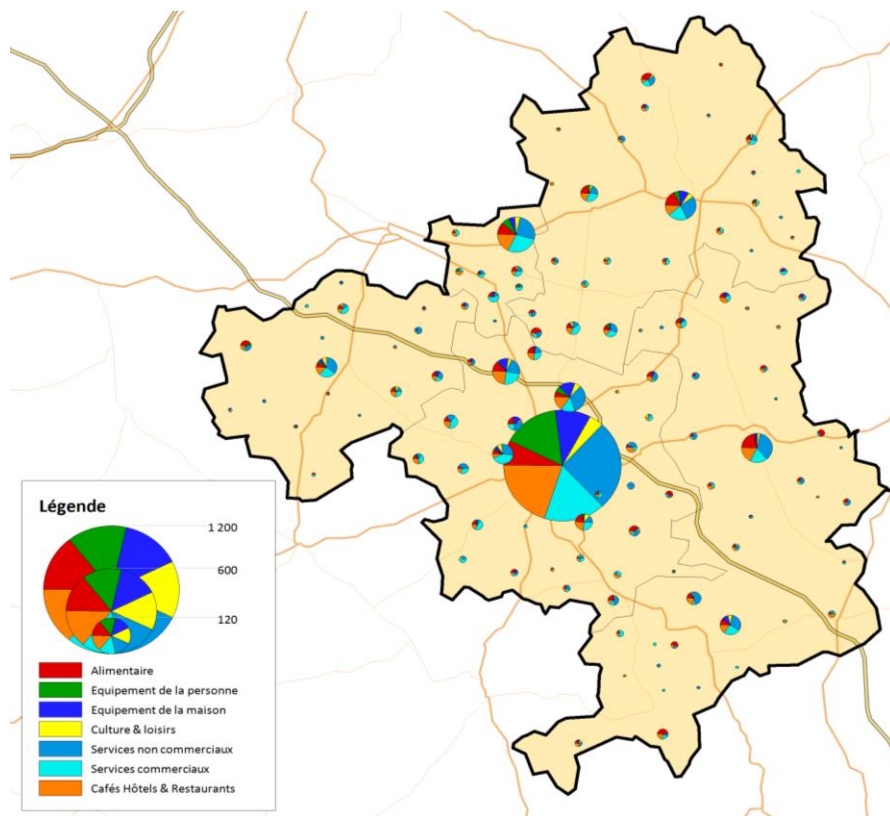 Légende
1 200
600
120
Alimentaire
Equipement de la personne
Equipement de la maison
Culture & loisirs
Services non commerciaux
Services commerciaux
Cafés Hôtels & Restaurants